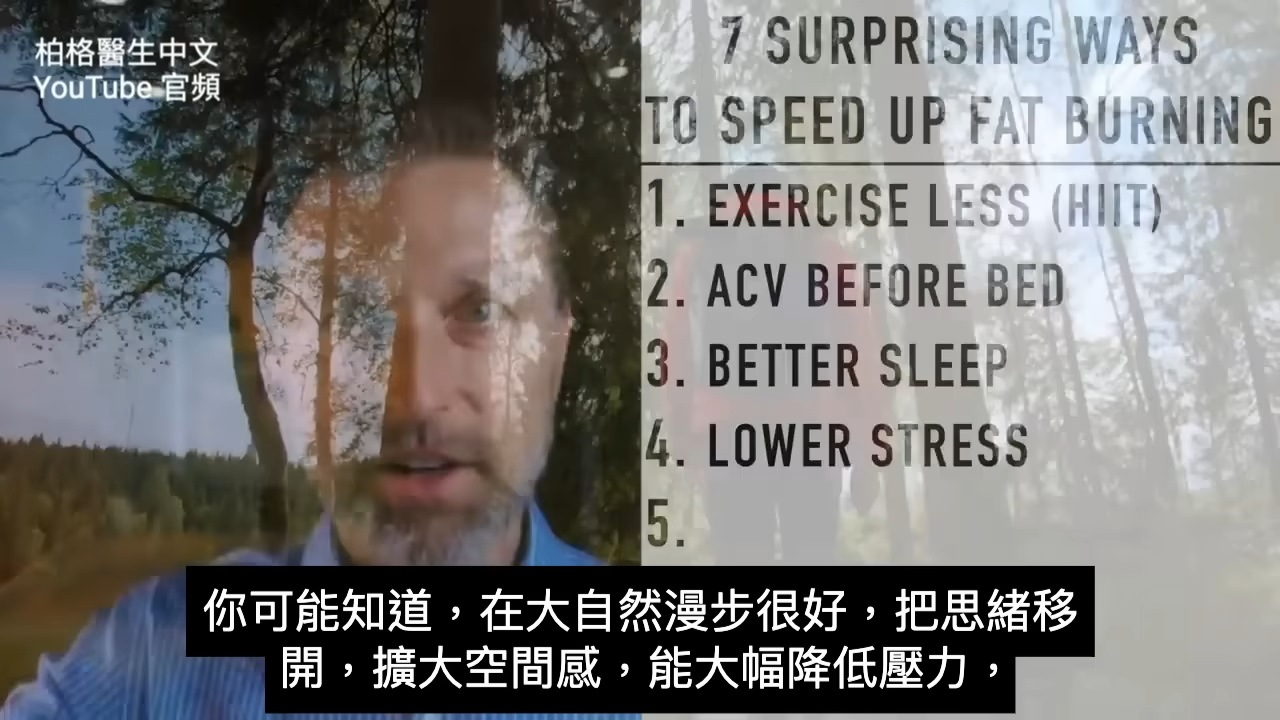 柏格醫生中文
YouTube 官頻
7 SURPRISING WAYS
TO SPEED UP FAT BURNING
1. EXERCISE LESS (HIIT)
2. ACV BEFORE BED
3. BETTER SLEEP
4. LOWER STRESS
5.
你可能知道，在大自然漫步很好，把思緒移
開，擴大空間感，能大幅降低壓力，